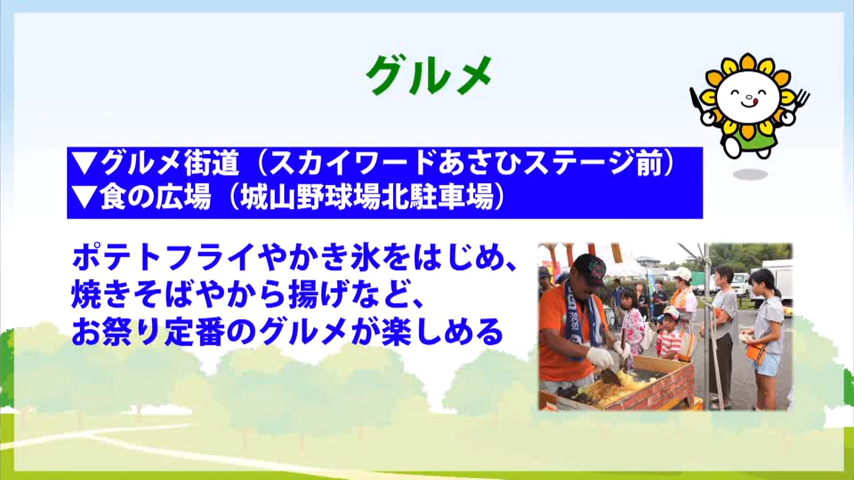 グルメ
▼グルメ街道（スカイワードあさひステージ前）
▼食の広場（城山野球場北駐車場）
ポテトフライやかき氷をはじめ、
焼きそばやから揚げなど、
お祭り定番のグルメが楽しめる